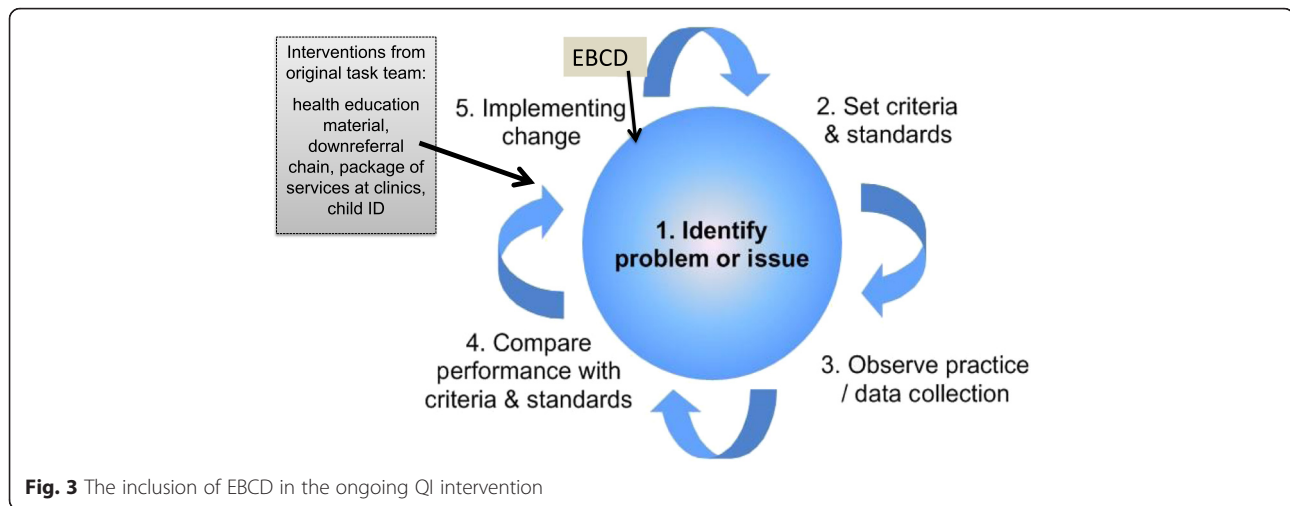 Interventions from
original task team:
health education
material,
downreferral
chain, package of
services at clinics,
child ID
EBCD
5. Implementing
change
2. Set criteria
& standards
1. Identify
problem or issue
4. Compare
performance with
criteria & standards
3. Observe practice
/ data collection
Fig. 3 The inclusion of EBCD in the ongoing QI intervention